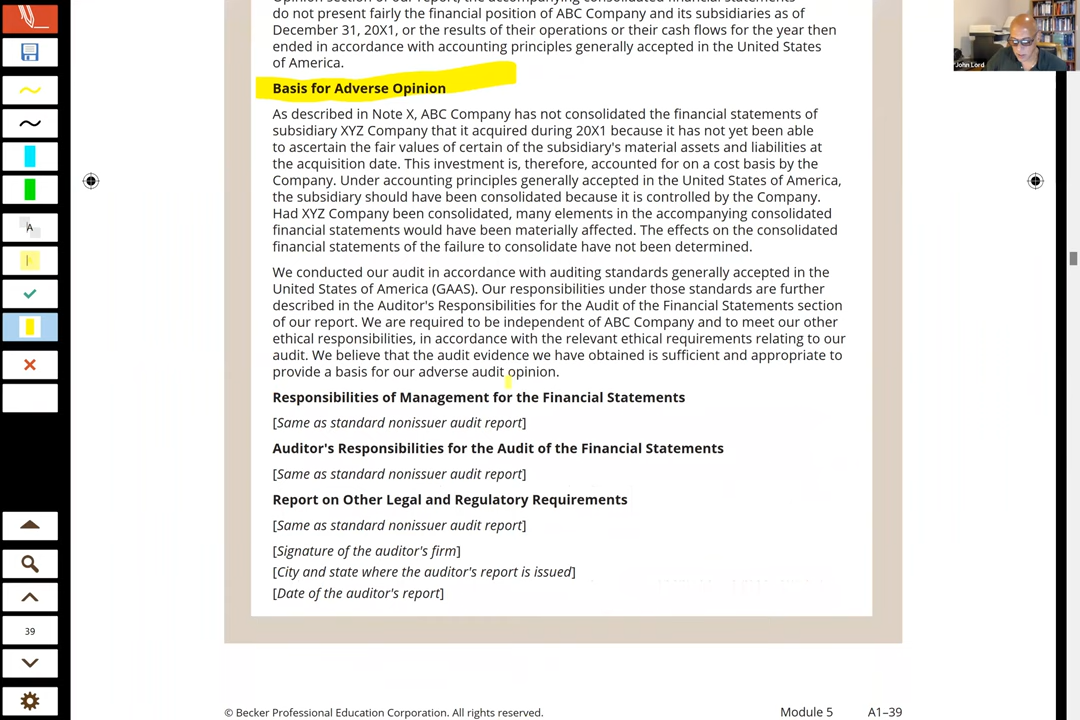 Opinion section of our report, the accompanying consolidated financial statements
do not present fairly the financial position of ABC Company and its subsidiaries as of
December 31, 20X1, or the results of their operations or their cash flows for the year then
ended in accordance with accounting principles generally accepted in the United States
of America.
John Lord
Basis for Adverse Opinion
As described in Note X, ABC Company has not consolidated the financial statements of
subsidiary XYZ Company that it acquired during 20X1 because it has not yet been able
to ascertain the fair values of certain of the subsidiary's material assets and liabilities at
the acquisition date. This investment is, therefore, accounted for on a cost basis by the
Company. Under accounting principles generally accepted in the United States of America,
the subsidiary should have been consolidated because it is controlled by the Company.
Had XYZ Company been consolidated, many elements in the accompanying consolidated
financial statements would have been materially affected. The effects on the consolidated
financial statements of the failure to consolidate have not been determined.
We conducted our audit in accordance with auditing standards generally accepted in the
United States of America (GAAS). Our responsibilities under those standards are further
described in the Auditor's Responsibilities for the Audit of the Financial Statements section
of our report. We are required to be independent of ABC Company and to meet our other
ethical responsibilities, in accordance with the relevant ethical requirements relating to our
audit. We believe that the audit evidence we have obtained is sufficient and appropriate to
provide a basis for our adverse audit opinion.
Responsibilities of Management for the Financial Statements
[Same as standard nonissuer audit report]
Auditor's Responsibilities for the Audit of the Financial Statements
[Same as standard nonissuer audit report]
Report on Other Legal and Regulatory Requirements
[Same as standard nonissuer audit report]
[Signature of the auditor's firm]
[City and state where the auditor's report is issued]
[Date of the auditor's report]
A
39
© Becker Professional Education Corporation. All rights reserved.
Module 5
A1–39